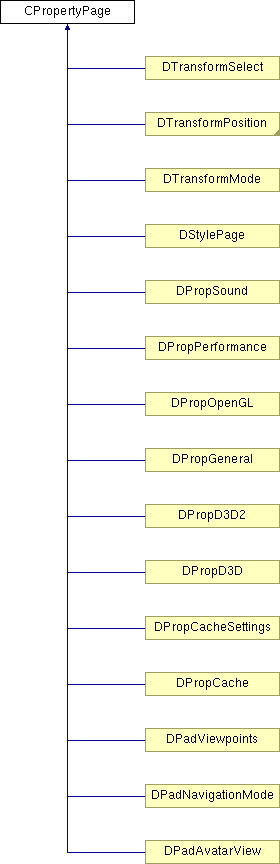 CPropertyPage
DTransformSelect
DTransformPosition
DTransformMode
DStylePage
DPropSound
DPropPerformance
DPropOpenGL
DPropGeneral
DPropD3D2
DPropD3D
DPropCacheSettings
DPropCache
DPadViewpoints
DPadNavigationMode
DPadAvatarView